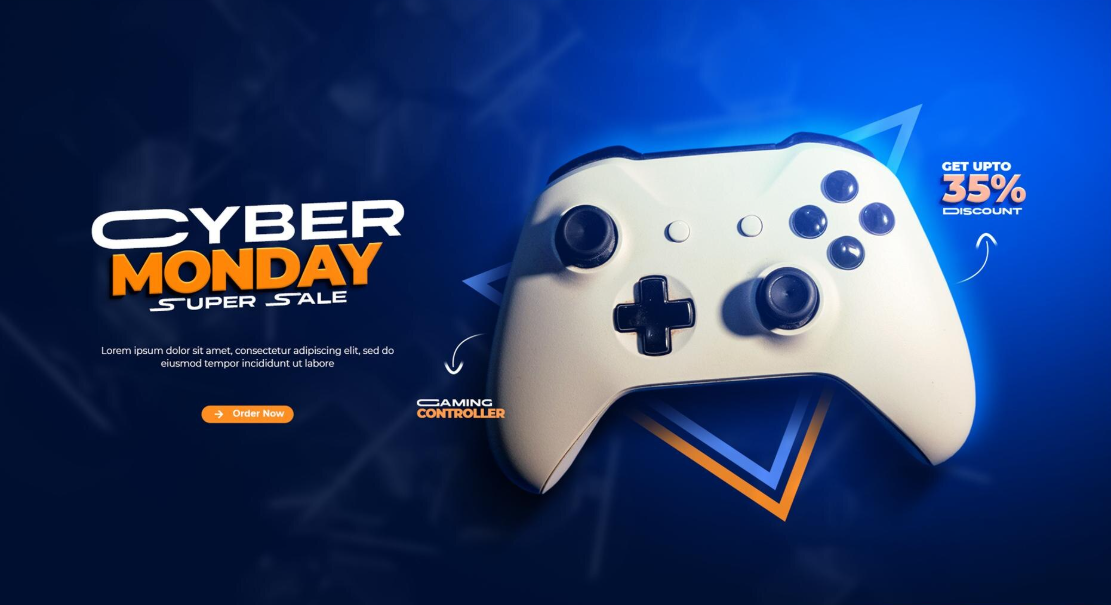 CYBER
MONDAY
SUPER SALE
Lorem ipsum dolor sit amet, consectetur adipiscing elit, sed do
eiusmod tempor incididunt ut labore
Order Now
GAMING
CONTROLLER
GET UPTO
35%
DISCOUNT